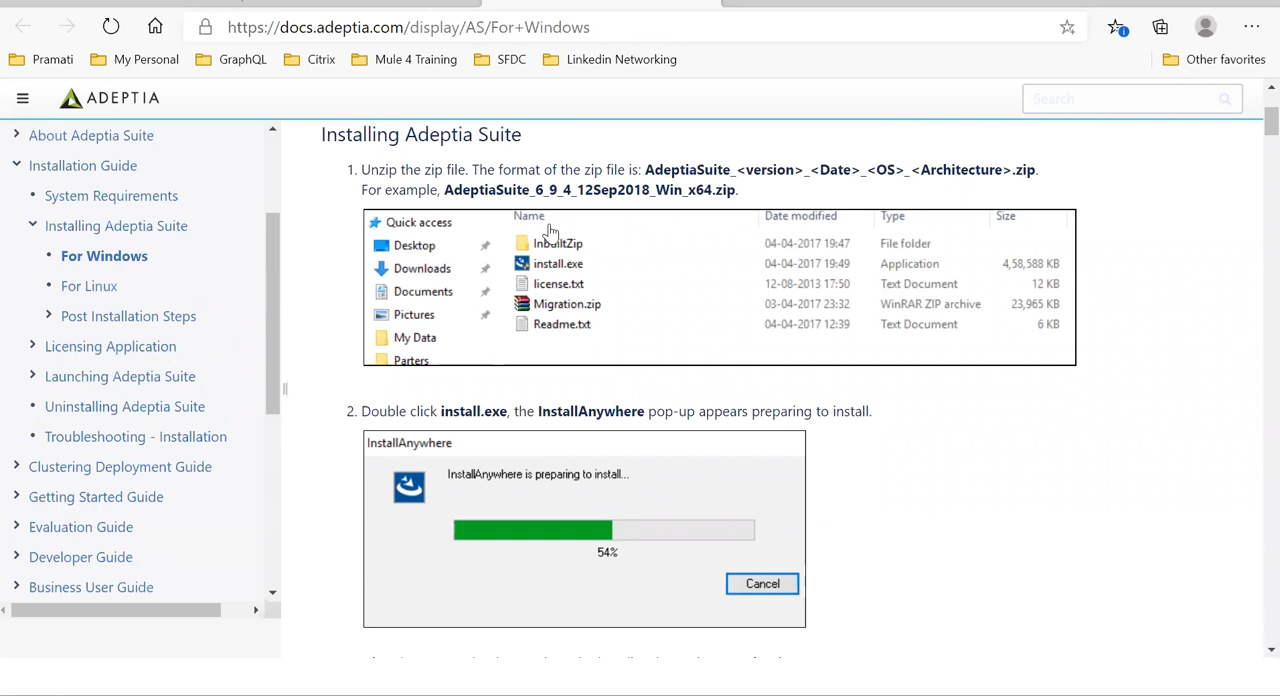 https://docs.adeptia.com/display/AS/For+Windows
Pramati My Personal GraphQL Citrix Mule 4 Training SFDC Linkedin Networking Other favorites
ADEPTIA
Search
About Adeptia Suite
Installation Guide
System Requirements
Installing Adeptia Suite
For Windows
For Linux
Post Installation Steps
Licensing Application
Launching Adeptia Suite
Uninstalling Adeptia Suite
Troubleshooting - Installation
Clustering Deployment Guide
Getting Started Guide
Evaluation Guide
Developer Guide
Business User Guide
Installing Adeptia Suite
1. Unzip the zip file. The format of the zip file is: AdeptiaSuite_<version>_<Date>_<OS>_<Architecture>.zip.
For example, AdeptiaSuite_6_9_4_12Sep2018_Win_x64.zip.
Quick access
Desktop
Downloads
Documents
Pictures
My Data
Parters
Name Date modified Type Size
InbuiltZip 04-04-2017 19:47 File folder
install.exe 04-04-2017 19:49 Application 4,58,588 KB
license.txt 12-08-2013 17:50 Text Document 12 KB
Migration.zip 03-04-2017 23:32 WinRAR ZIP archive 23,965 KB
Readme.txt 04-04-2017 12:39 Text Document 6 KB
2. Double click install.exe, the InstallAnywhere pop-up appears preparing to install.
InstallAnywhere
InstallAnywhere is preparing to install...
54%
Cancel